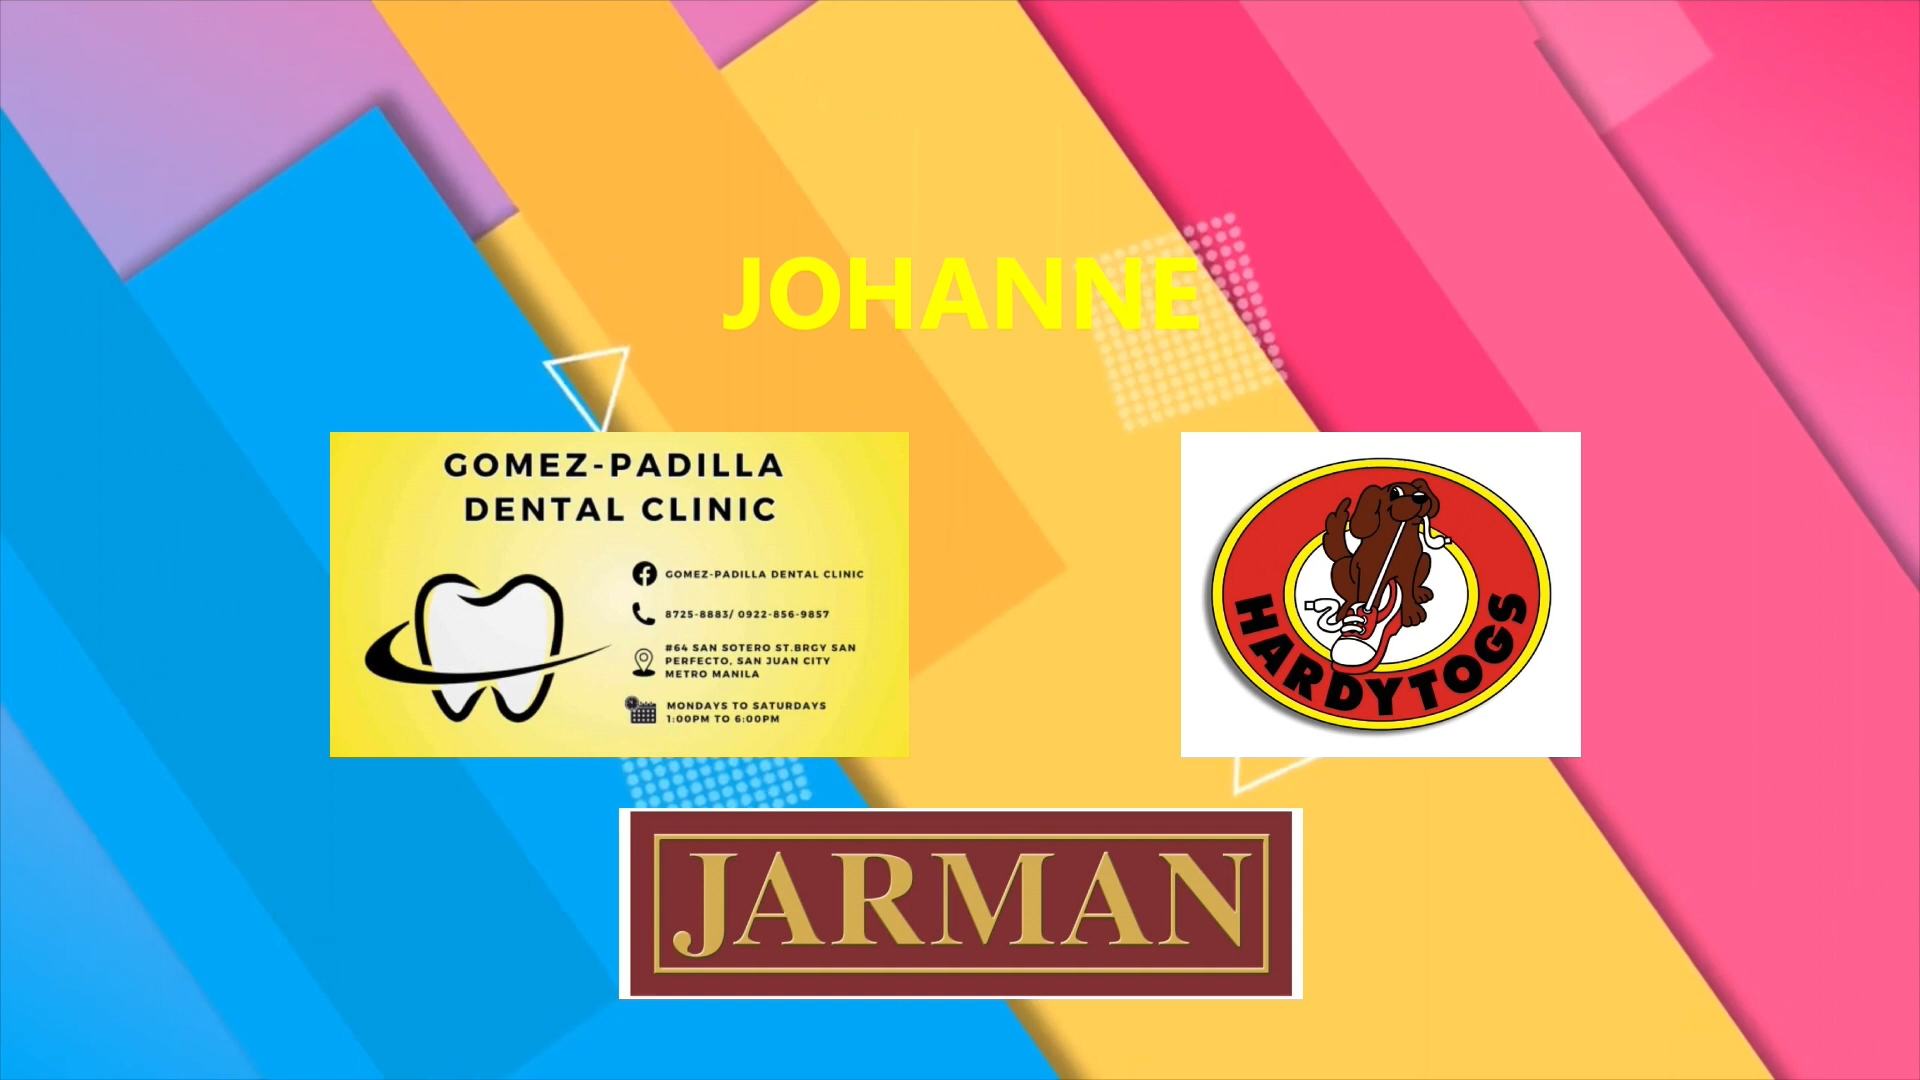 JOHANNE
GOMEZ-PADILLA
DENTAL CLINIC
GOMEZ-PADILLA DENTAL CLINIC
8725-8883/ 0922-856-9857
#64 SAN SOTERO ST.BRGY SAN
PERFECTO, SAN JUAN CITY
METRO MANILA
MONDAYS TO SATURDAYS
1:00PM TO 6:00PM
HARDYTOGS
JARMAN